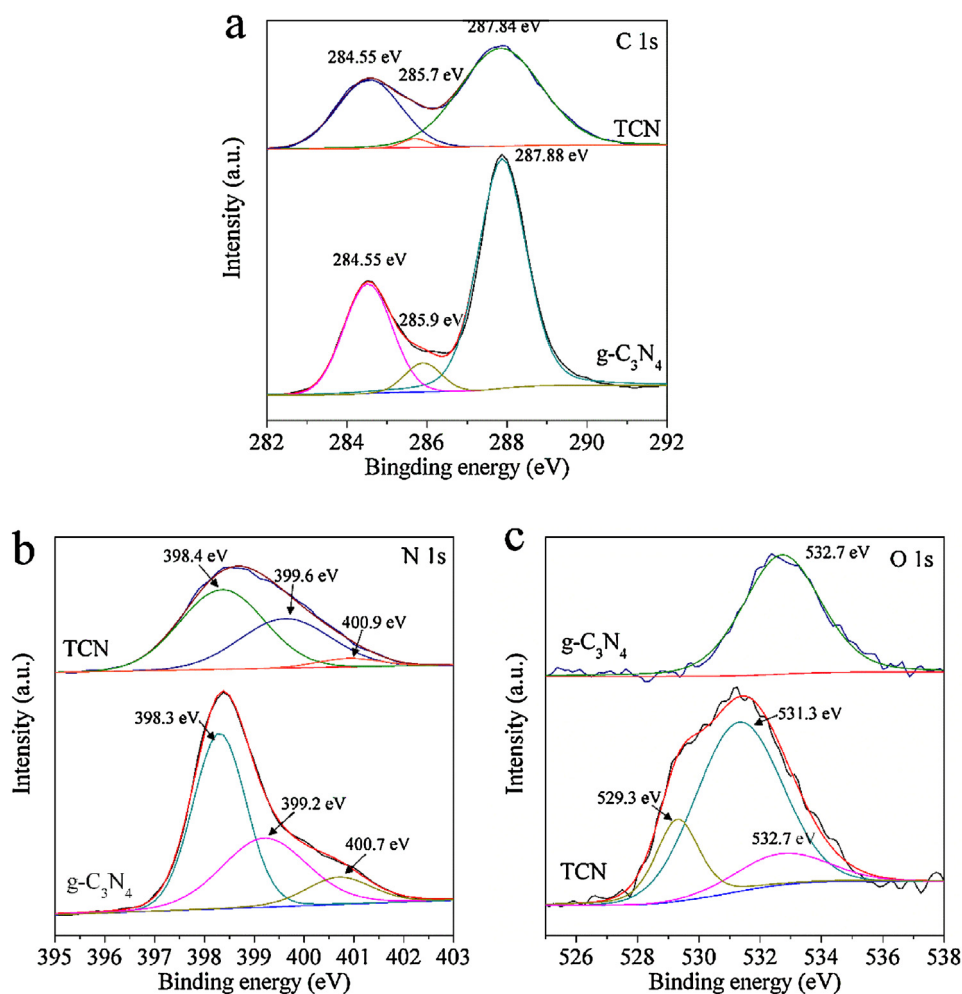 a
C 1s
287.84 eV
284.55 eV
285.7 eV
TCN
287.88 eV
284.55 eV
285.9 eV
g-C₃N₄
Intensity (a.u.)
282 284 286 288 290 292
Bingding energy (eV)
b
N 1s
398.4 eV
399.6 eV
400.9 eV
TCN
398.3 eV
399.2 eV
400.7 eV
g-C₃N₄
Intensity (a.u.)
395 396 397 398 399 400 401 402 403
Binding energy (eV)
c
O 1s
532.7 eV
g-C₃N₄
531.3 eV
529.3 eV
532.7 eV
TCN
Intensity (a.u.)
526 528 530 532 534 536 538
Binding energy (eV)